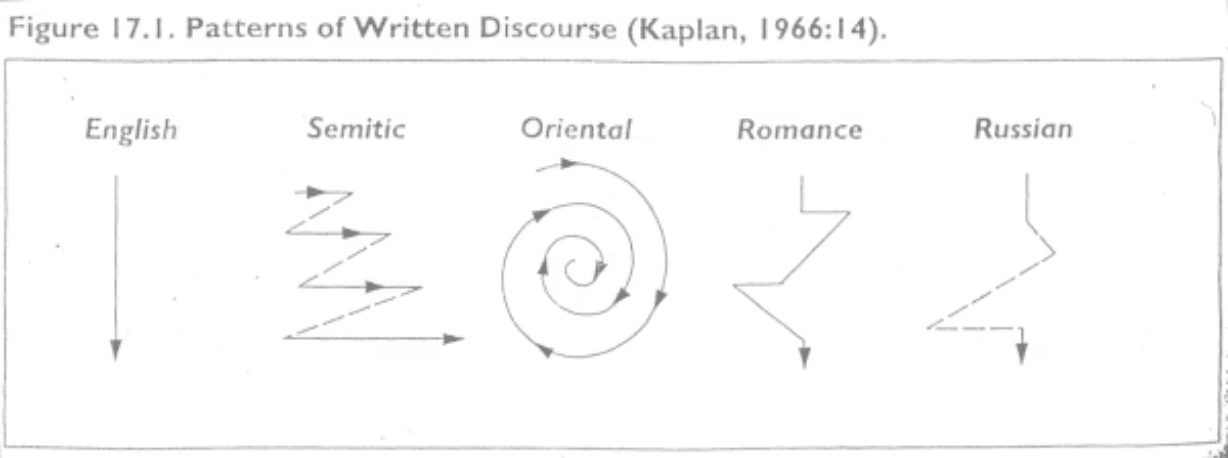 Figure 17.1. Patterns of Written Discourse (Kaplan, 1966:14).
English Semitic Oriental Romance Russian